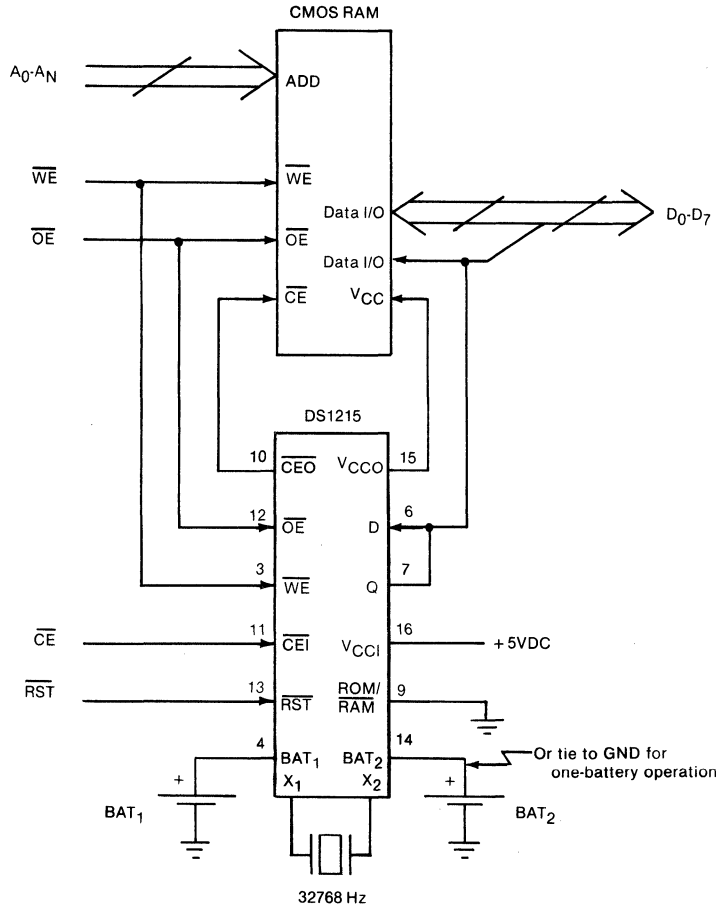 CMOS RAM
A0-AN
ADD
WE
WE
Data I/O
D0-D7
OE
OE
Data I/O
CE
VCC
DS1215
10
CEO
VCCO
15
12
OE
D
6
3
WE
Q
7
CE
11
CEI
VCCI
16
+5VDC
RST
13
RST
ROM/
RAM
9
4
BAT1
BAT2
14
Or tie to GND for
one-battery operation
X1
X2
+
BAT1
+
BAT2
32768 Hz